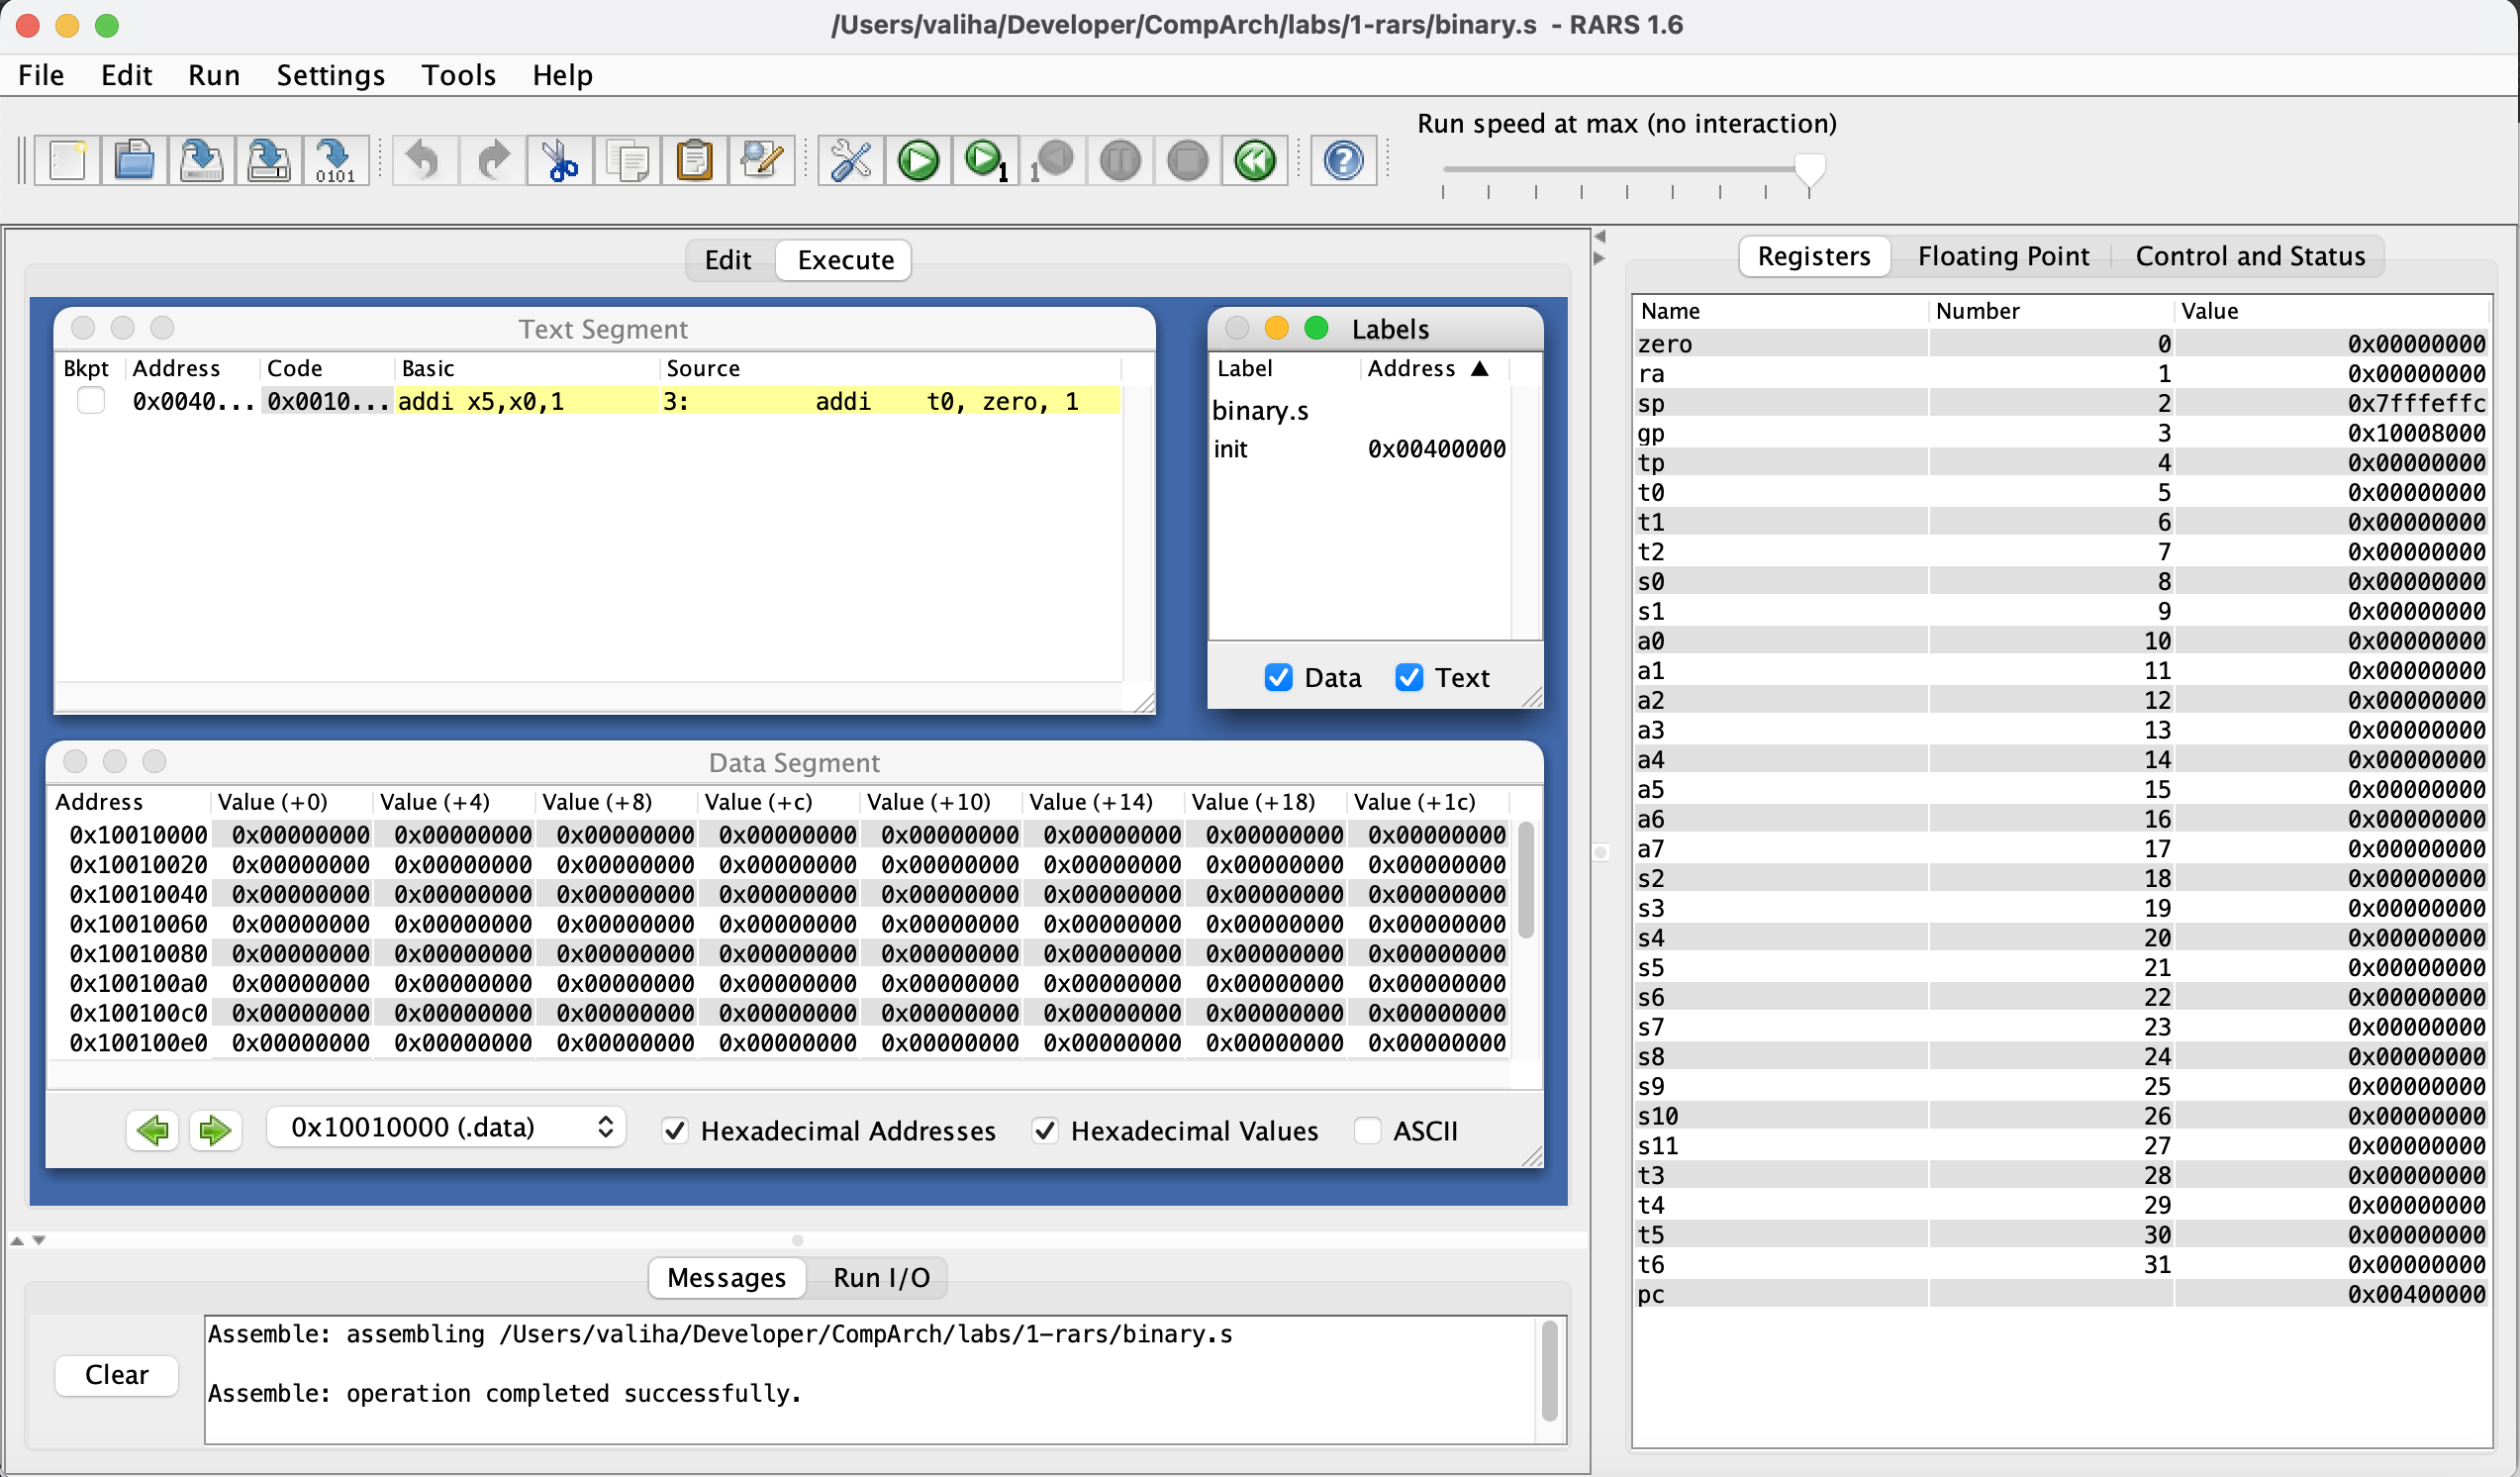 /Users/valiha/Developer/CompArch/labs/1-rars/binary.s - RARS 1.6
File Edit Run Settings Tools Help
Run speed at max (no interaction)
0101 1 1
Edit Execute
Registers Floating Point Control and Status
Text Segment
Bkpt Address Code Basic Source
0x0040... 0x0010... addi x5,x0,1 3: addi t0, zero, 1
Labels
Label Address ▲
binary.s
init 0x00400000
Data Text
Data Segment
Address Value (+0) Value (+4) Value (+8) Value (+c) Value (+10) Value (+14) Value (+18) Value (+1c)
0x10010000 0x00000000 0x00000000 0x00000000 0x00000000 0x00000000 0x00000000 0x00000000 0x00000000
0x10010020 0x00000000 0x00000000 0x00000000 0x00000000 0x00000000 0x00000000 0x00000000 0x00000000
0x10010040 0x00000000 0x00000000 0x00000000 0x00000000 0x00000000 0x00000000 0x00000000 0x00000000
0x10010060 0x00000000 0x00000000 0x00000000 0x00000000 0x00000000 0x00000000 0x00000000 0x00000000
0x10010080 0x00000000 0x00000000 0x00000000 0x00000000 0x00000000 0x00000000 0x00000000 0x00000000
0x100100a0 0x00000000 0x00000000 0x00000000 0x00000000 0x00000000 0x00000000 0x00000000 0x00000000
0x100100c0 0x00000000 0x00000000 0x00000000 0x00000000 0x00000000 0x00000000 0x00000000 0x00000000
0x100100e0 0x00000000 0x00000000 0x00000000 0x00000000 0x00000000 0x00000000 0x00000000 0x00000000
0x10010000 (.data) Hexadecimal Addresses Hexadecimal Values ASCII
Messages Run I/O
Clear
Assemble: assembling /Users/valiha/Developer/CompArch/labs/1-rars/binary.s
Assemble: operation completed successfully.
Name Number Value
zero 0 0x00000000
ra 1 0x00000000
sp 2 0x7fffeffc
gp 3 0x10008000
tp 4 0x00000000
t0 5 0x00000000
t1 6 0x00000000
t2 7 0x00000000
s0 8 0x00000000
s1 9 0x00000000
a0 10 0x00000000
a1 11 0x00000000
a2 12 0x00000000
a3 13 0x00000000
a4 14 0x00000000
a5 15 0x00000000
a6 16 0x00000000
a7 17 0x00000000
s2 18 0x00000000
s3 19 0x00000000
s4 20 0x00000000
s5 21 0x00000000
s6 22 0x00000000
s7 23 0x00000000
s8 24 0x00000000
s9 25 0x00000000
s10 26 0x00000000
s11 27 0x00000000
t3 28 0x00000000
t4 29 0x00000000
t5 30 0x00000000
t6 31 0x00000000
pc 0x00400000